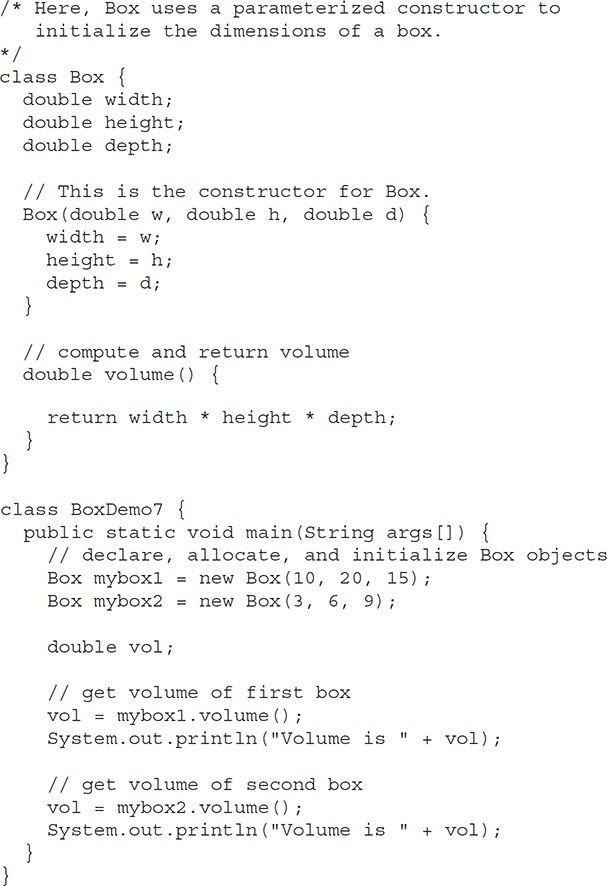 /* Here, Box uses a parameterized constructor to
   initialize the dimensions of a box.
*/
class Box {
  double width;
  double height;
  double depth;

  // This is the constructor for Box.
  Box(double w, double h, double d) {
    width = w;
    height = h;
    depth = d;
  }

  // compute and return volume
  double volume() {

    return width * height * depth;
  }
}

class BoxDemo7 {
  public static void main(String args[]) {
    // declare, allocate, and initialize Box objects
    Box mybox1 = new Box(10, 20, 15);
    Box mybox2 = new Box(3, 6, 9);

    double vol;

    // get volume of first box
    vol = mybox1.volume();
    System.out.println("Volume is " + vol);

    // get volume of second box
    vol = mybox2.volume();
    System.out.println("Volume is " + vol);
  }
}